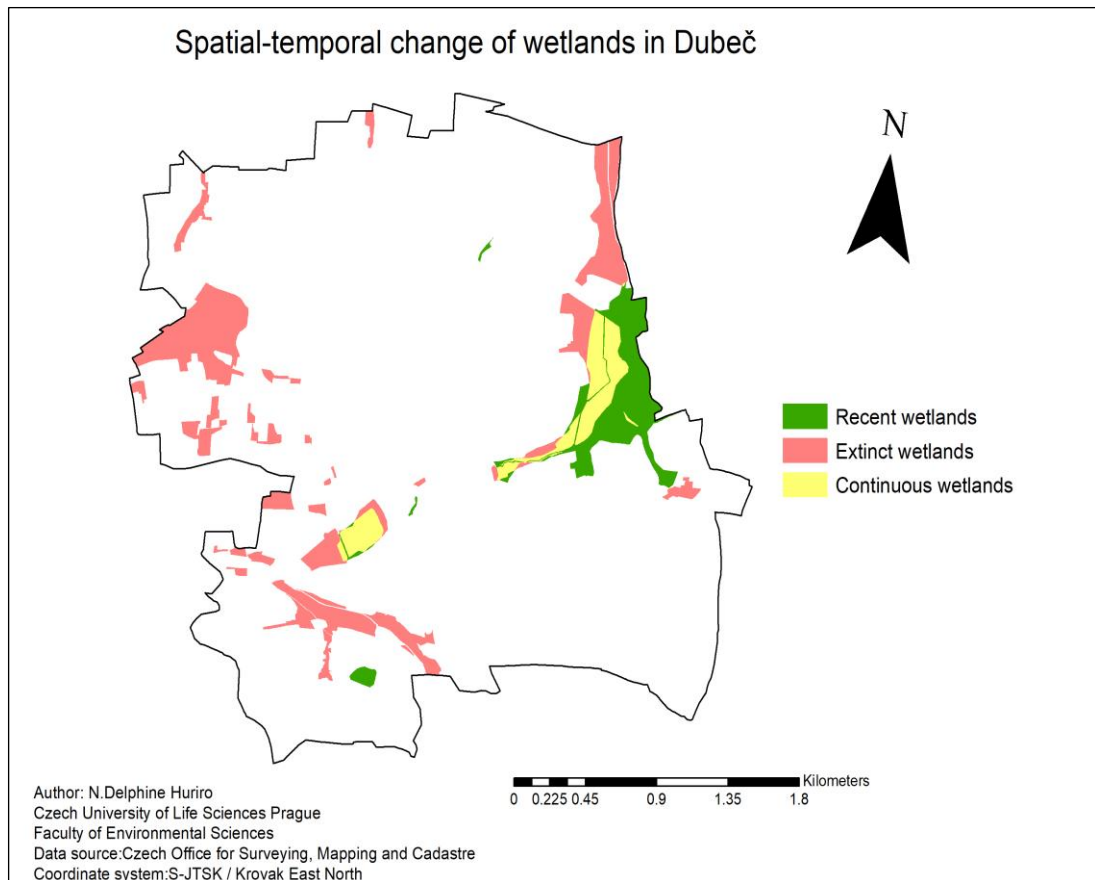 Spatial-temporal change of wetlands in Dubeč
N
Recent wetlands
Extinct wetlands
Continuous wetlands
Kilometers
0 0.225 0.45 0.9 1.35 1.8
Author: N.Delphine Huriro
Czech University of Life Sciences Prague
Faculty of Environmental Sciences
Data source:Czech Office for Surveying, Mapping and Cadastre
Coordinate system:S-JTSK / Krovak East North